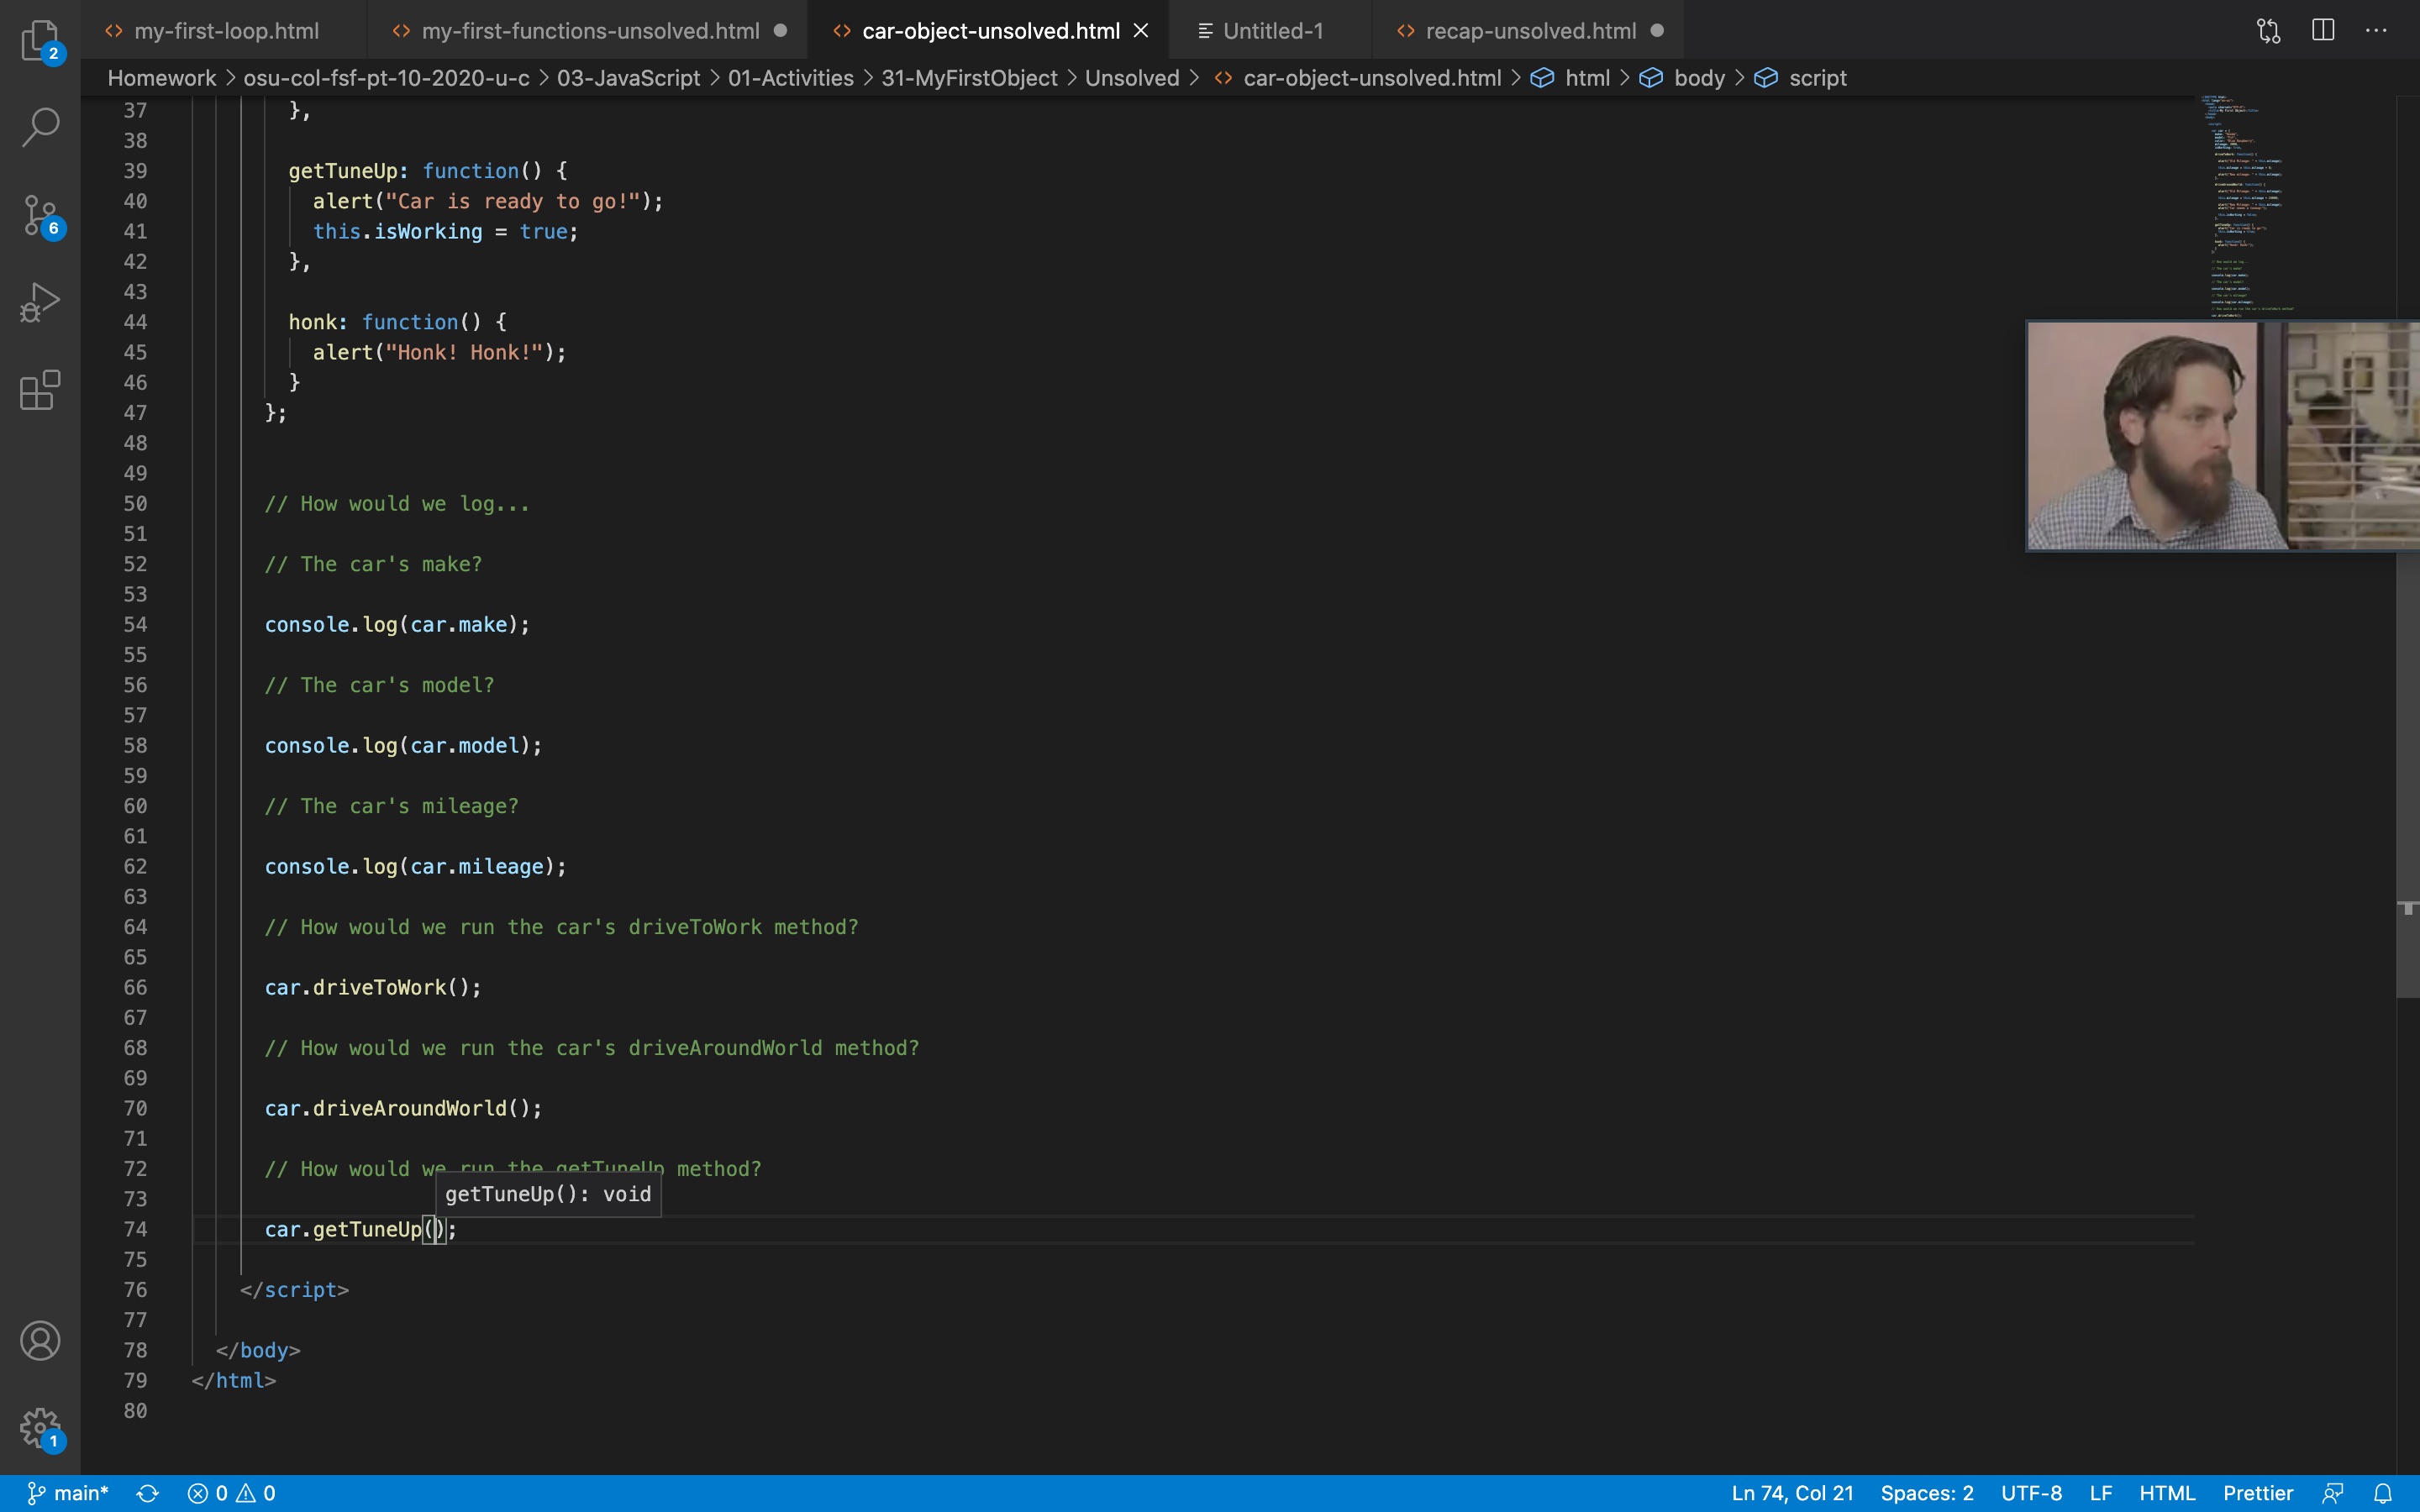 my-first-loop.html
my-first-functions-unsolved.html
car-object-unsolved.html
Untitled-1
recap-unsolved.html
2
Homework > osu-col-fsf-pt-10-2020-u-c > 03-JavaScript > 01-Activities > 31-MyFirstObject > Unsolved > car-object-unsolved.html > html > body > script
6
1
37 },
38
39 getTuneUp: function() {
40 alert("Car is ready to go!");
41 this.isWorking = true;
42 },
43
44 honk: function() {
45 alert("Honk! Honk!");
46 }
47 };
48
49
50 // How would we log...
51
52 // The car's make?
53
54 console.log(car.make);
55
56 // The car's model?
57
58 console.log(car.model);
59
60 // The car's mileage?
61
62 console.log(car.mileage);
63
64 // How would we run the car's driveToWork method?
65
66 car.driveToWork();
67
68 // How would we run the car's driveAroundWorld method?
69
70 car.driveAroundWorld();
71
72 // How would we run the getTuneUp method?
getTuneUp(): void
73
74 car.getTuneUp();
75
76 </script>
77
78 </body>
79 </html>
80
main* 0 0 Ln 74, Col 21 Spaces: 2 UTF-8 LF HTML Prettier